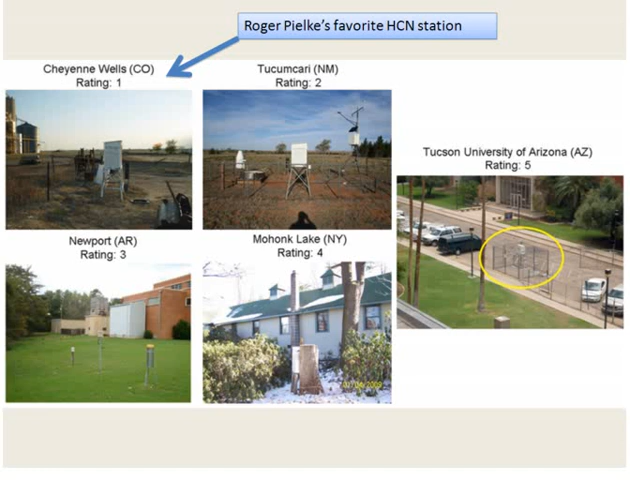 Roger Pielke's favorite HCN station
Cheyenne Wells (CO)
Rating: 1
Tucumcari (NM)
Rating: 2
Tucson University of Arizona (AZ)
Rating: 5
Newport (AR)
Rating: 3
Mohonk Lake (NY)
Rating: 4